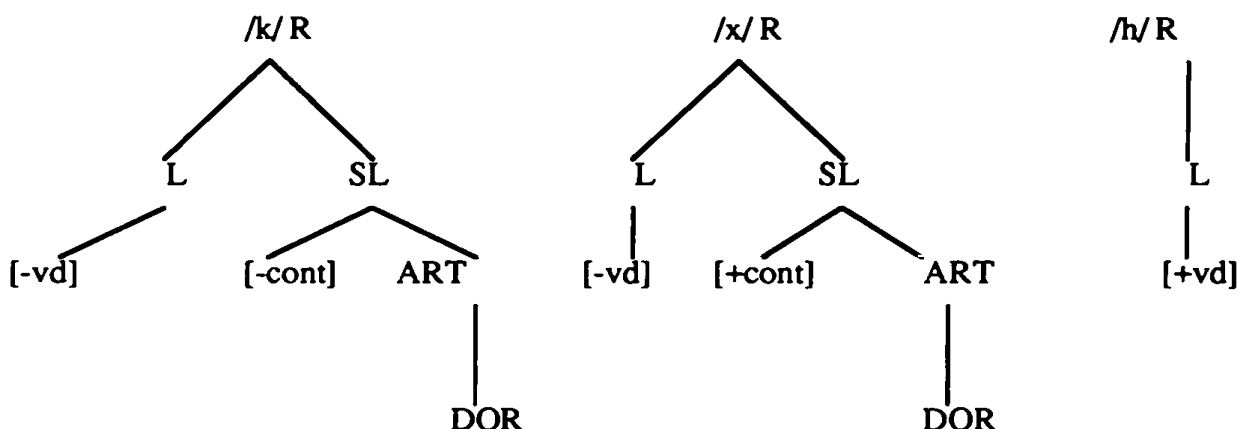 /k/ R /x/ R /h/ R
L SL L SL L
[-vd] [-cont] ART [-vd] [+cont] ART [+vd]
DOR DOR